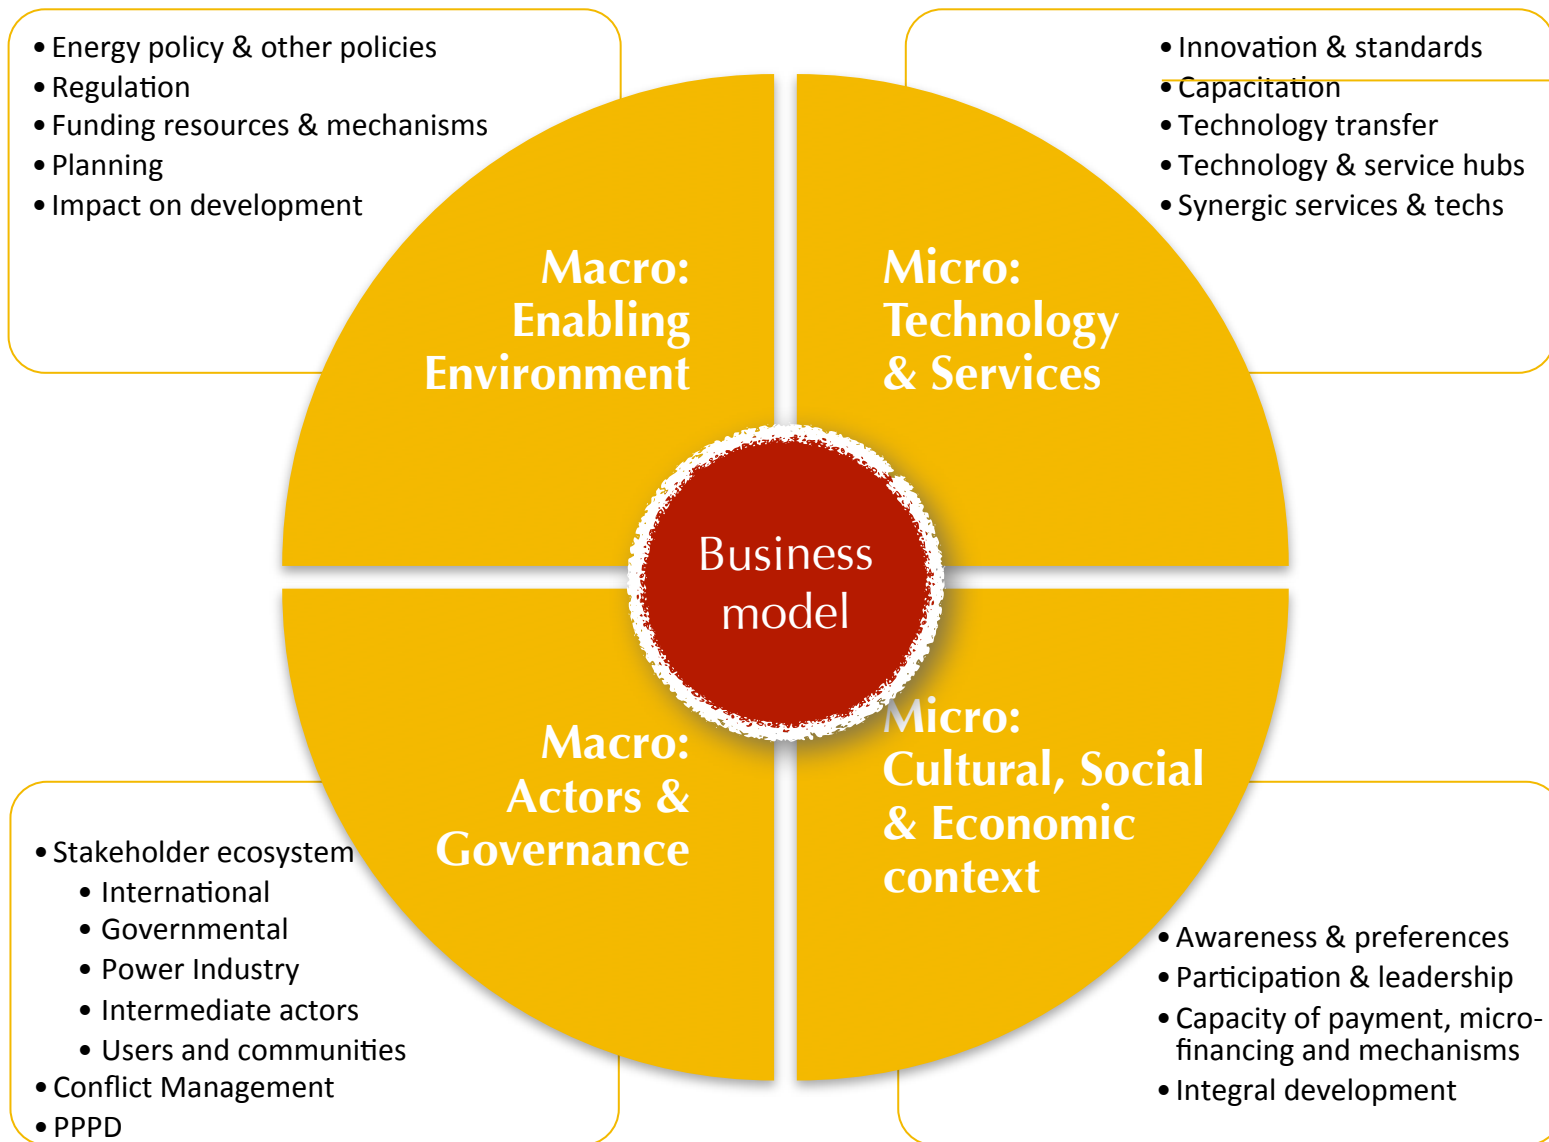 • Energy policy & other policies
• Regulation
• Funding resources & mechanisms
• Planning
• Impact on development
• Innovation & standards
• Capacitation
• Technology transfer
• Technology & service hubs
• Synergic services & techs
Macro:
Enabling
Environment
Micro:
Technology
& Services
Business
model
Macro:
Actors &
Governance
Micro:
Cultural, Social
& Economic
context
• Stakeholder ecosystem
• International
• Governmental
• Power Industry
• Intermediate actors
• Users and communities
• Conflict Management
• PPPD
• Awareness & preferences
• Participation & leadership
• Capacity of payment, micro-
financing and mechanisms
• Integral development